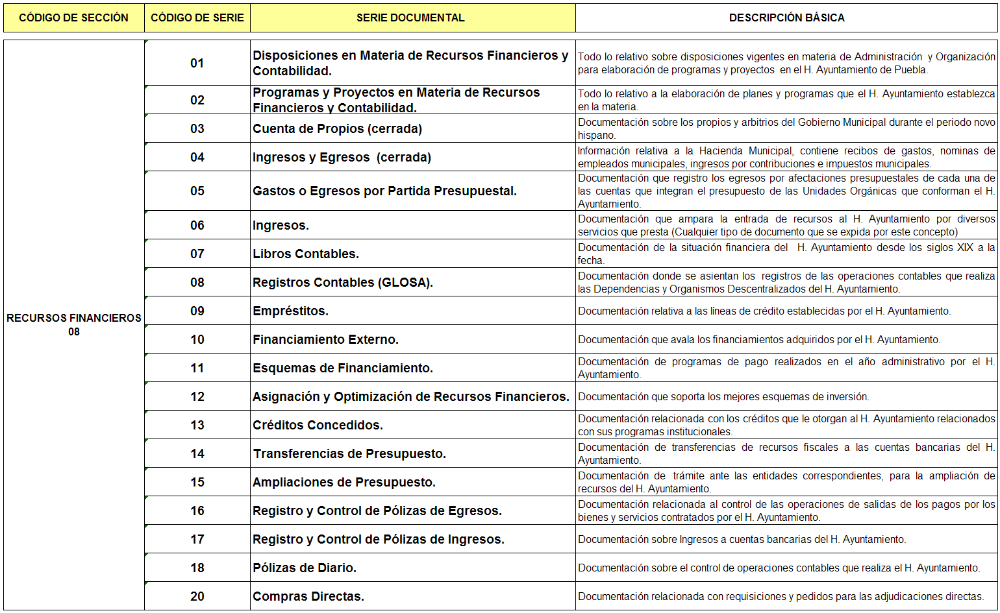 CÓDIGO DE SECCIÓN
CÓDIGO DE SERIE
SERIE DOCUMENTAL
DESCRIPCIÓN BÁSICA
RECURSOS FINANCIEROS
08
01
Disposiciones en Materia de Recursos Financieros y
Contabilidad.
Todo lo relativo sobre disposiciones vigentes en materia de Administración y Organización
para elaboración de programas y proyectos en el H. Ayuntamiento de Puebla.
02
Programas y Proyectos en Materia de Recursos
Financieros y Contabilidad.
Todo lo relativo a la elaboración de planes y programas que el H. Ayuntamiento establezca
en la materia.
03
Cuenta de Propios (cerrada)
Documentación sobre los propios y arbitrios del Gobierno Municipal durante el periodo novo
hispano.
04
Ingresos y Egresos (cerrada)
Información relativa a la Hacienda Municipal, contiene recibos de gastos, nominas de
empleados municipales, ingresos por contribuciones e impuestos municipales.
05
Gastos o Egresos por Partida Presupuestal.
Documentación que registro los egresos por afectaciones presupuestales de cada una de
las cuentas que integran el presupuesto de las Unidades Orgánicas que conforman el H.
Ayuntamiento.
06
Ingresos.
Documentación que ampara la entrada de recursos al H. Ayuntamiento por diversos
servicios que presta (Cualquier tipo de documento que se expida por este concepto)
07
Libros Contables.
Documentación de la situación financiera del H. Ayuntamiento desde los siglos XIX a la
fecha.
08
Registros Contables (GLOSA).
Documentación donde se asientan los registros de las operaciones contables que realiza
las Dependencias y Organismos Descentralizados del H. Ayuntamiento.
09
Empréstitos.
Documentación relativa a las líneas de crédito establecidas por el H. Ayuntamiento.
10
Financiamiento Externo.
Documentación que avala los financiamientos adquiridos por el H. Ayuntamiento.
11
Esquemas de Financiamiento.
Documentación de programas de pago realizados en el año administrativo por el H.
Ayuntamiento.
12
Asignación y Optimización de Recursos Financieros.
Documentación que soporta los mejores esquemas de inversión.
13
Créditos Concedidos.
Documentación relacionada con los créditos que le otorgan al H. Ayuntamiento relacionados
con sus programas institucionales.
14
Transferencias de Presupuesto.
Documentación de transferencias de recursos fiscales a las cuentas bancarias del H.
Ayuntamiento.
15
Ampliaciones de Presupuesto.
Documentación de trámite ante las entidades correspondientes, para la ampliación de
recursos del H. Ayuntamiento.
16
Registro y Control de Pólizas de Egresos.
Documentación relacionada al control de las operaciones de salidas de los pagos por los
bienes y servicios contratados por el H. Ayuntamiento.
17
Registro y Control de Pólizas de Ingresos.
Documentación sobre Ingresos a cuentas bancarias del H. Ayuntamiento.
18
Pólizas de Diario.
Documentación sobre el control de operaciones contables que realiza el H. Ayuntamiento.
20
Compras Directas.
Documentación relacionada con requisiciones y pedidos para las adjudicaciones directas.